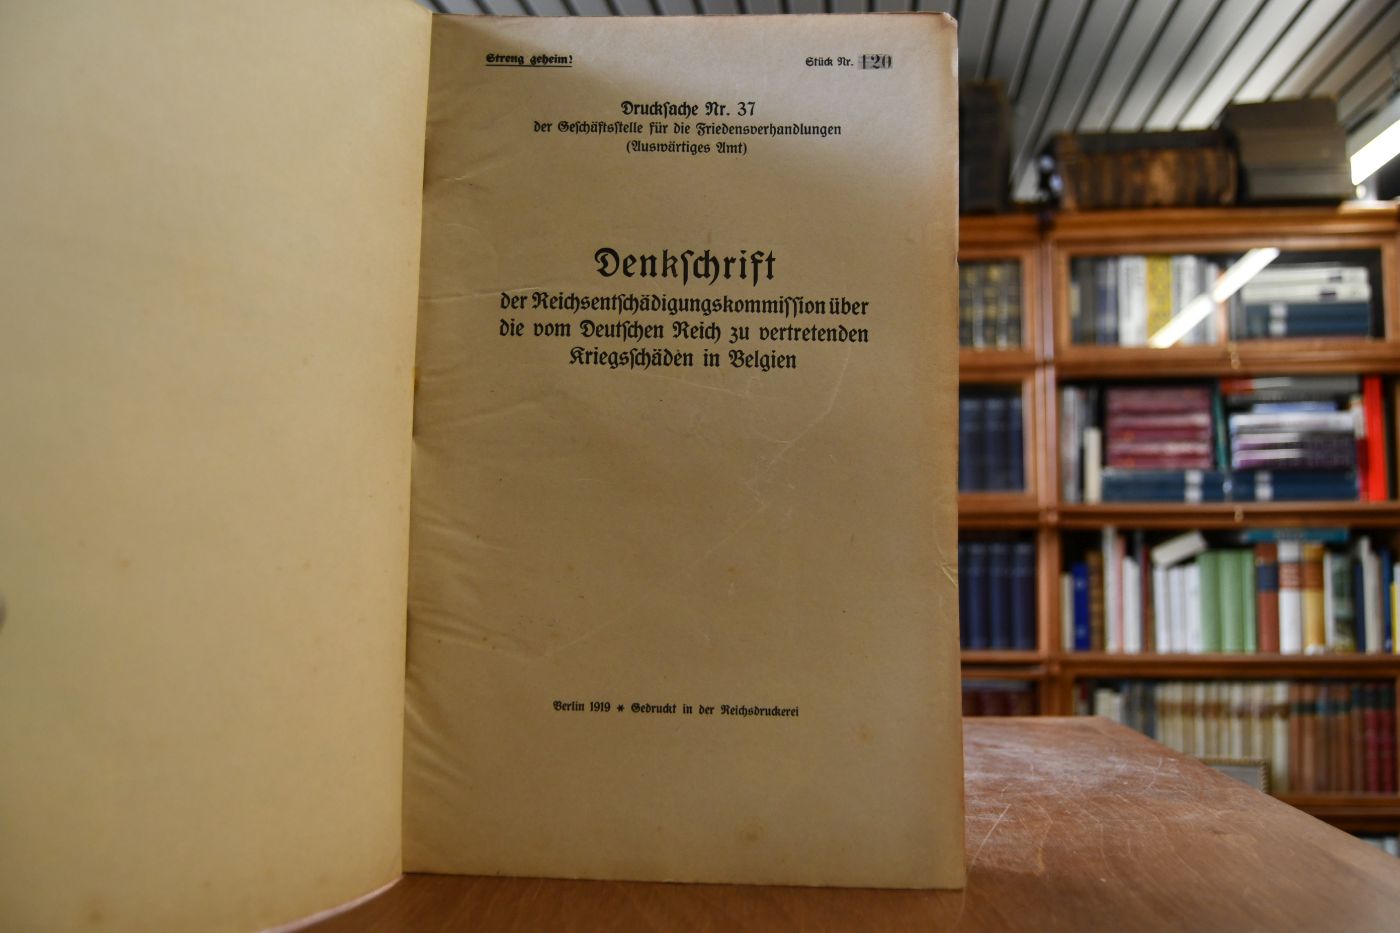 Streng geheim!
Stück Nr. 120
Druckſache Nr. 37
der Geſchäftsſtelle für die Friedensverhandlungen
(Auswärtiges Amt)
Denkſchrift
der Reichsentſchädigungskommiſſion über
die vom Deutſchen Reich zu vertretenden
Kriegsſchäden in Belgien
Berlin 1919 * Gedruckt in der Reichsdruckerei